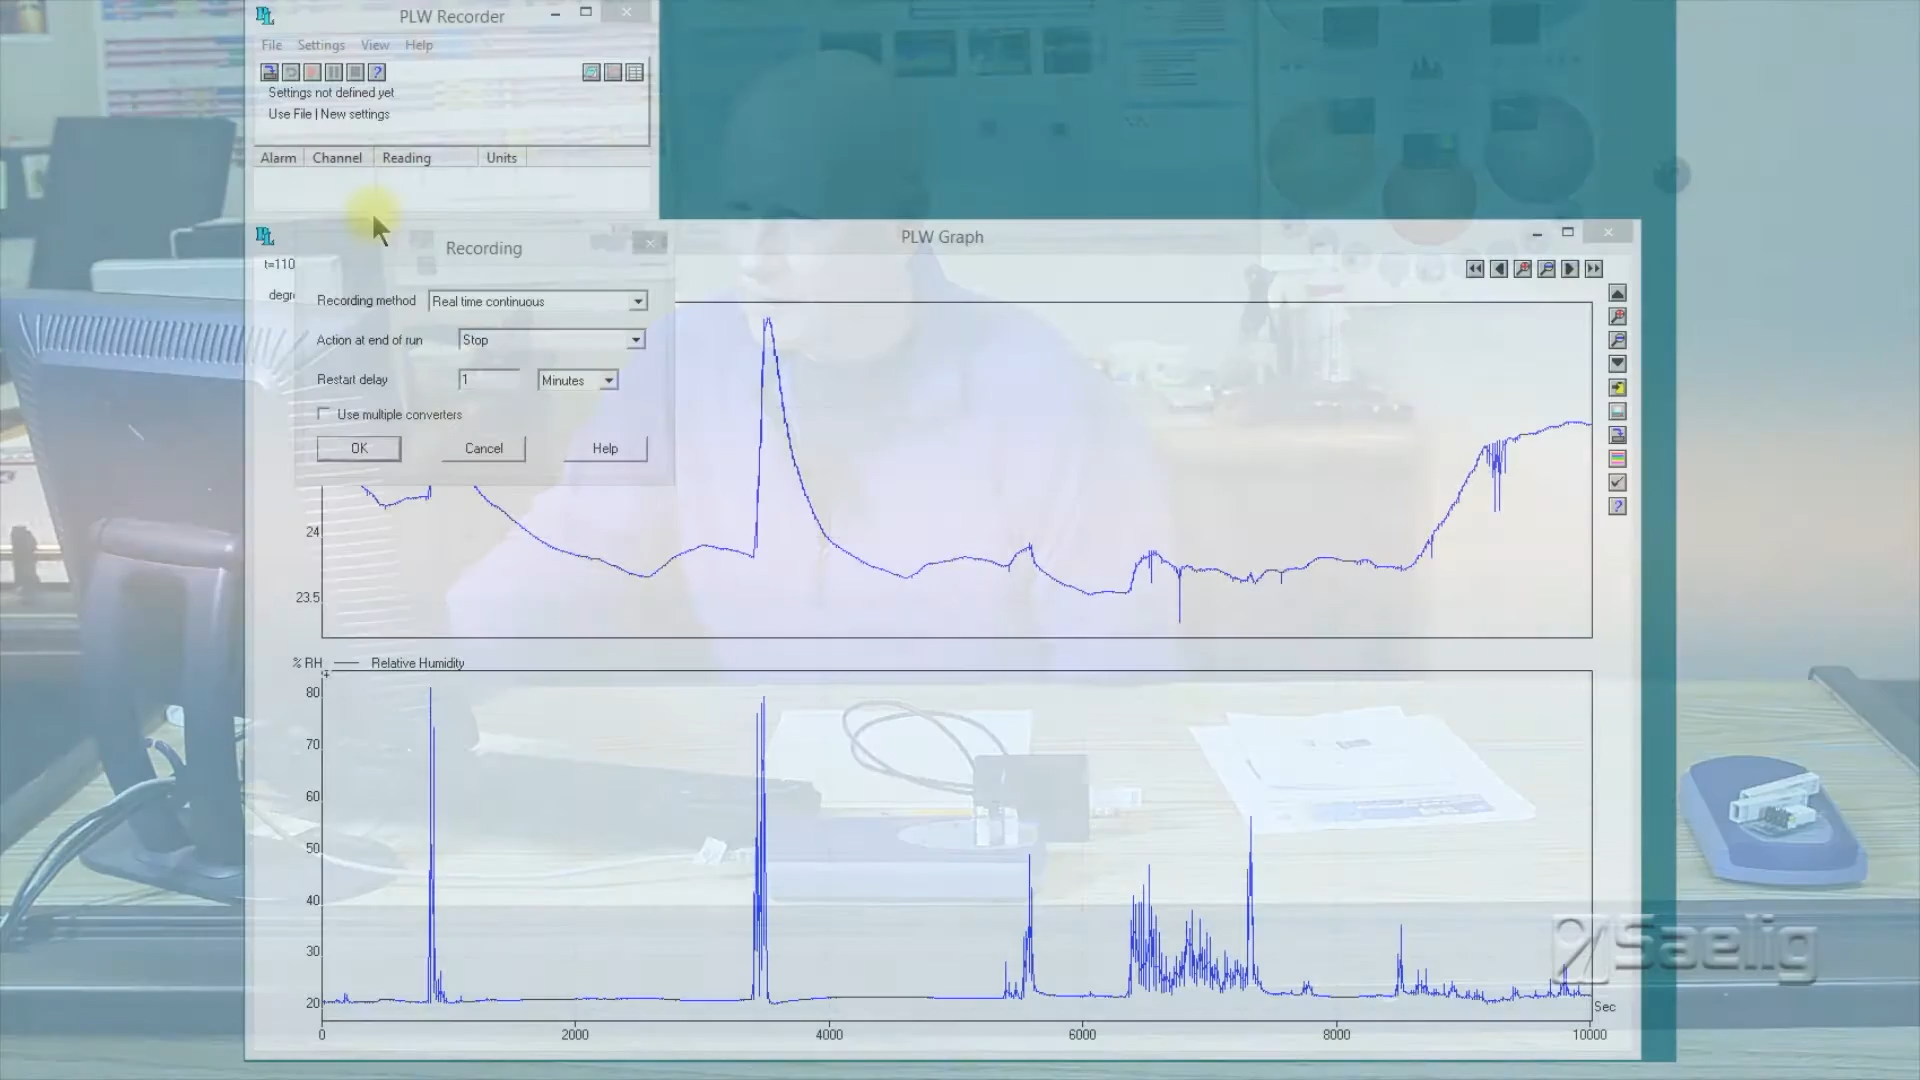 PLW Recorder
File Settings View Help
Settings not defined yet
Use File | New settings
Alarm Channel Reading Units
PLW Graph
Recording
t=110
degre
Recording method Real time continuous
Action at end of run Stop
Restart delay 1 Minutes
Use multiple converters
OK Cancel Help
24
23.5
% RH Relative Humidity
80
70
60
50
40
30
20
Sec
0 2000 4000 6000 8000 10000
Saelig